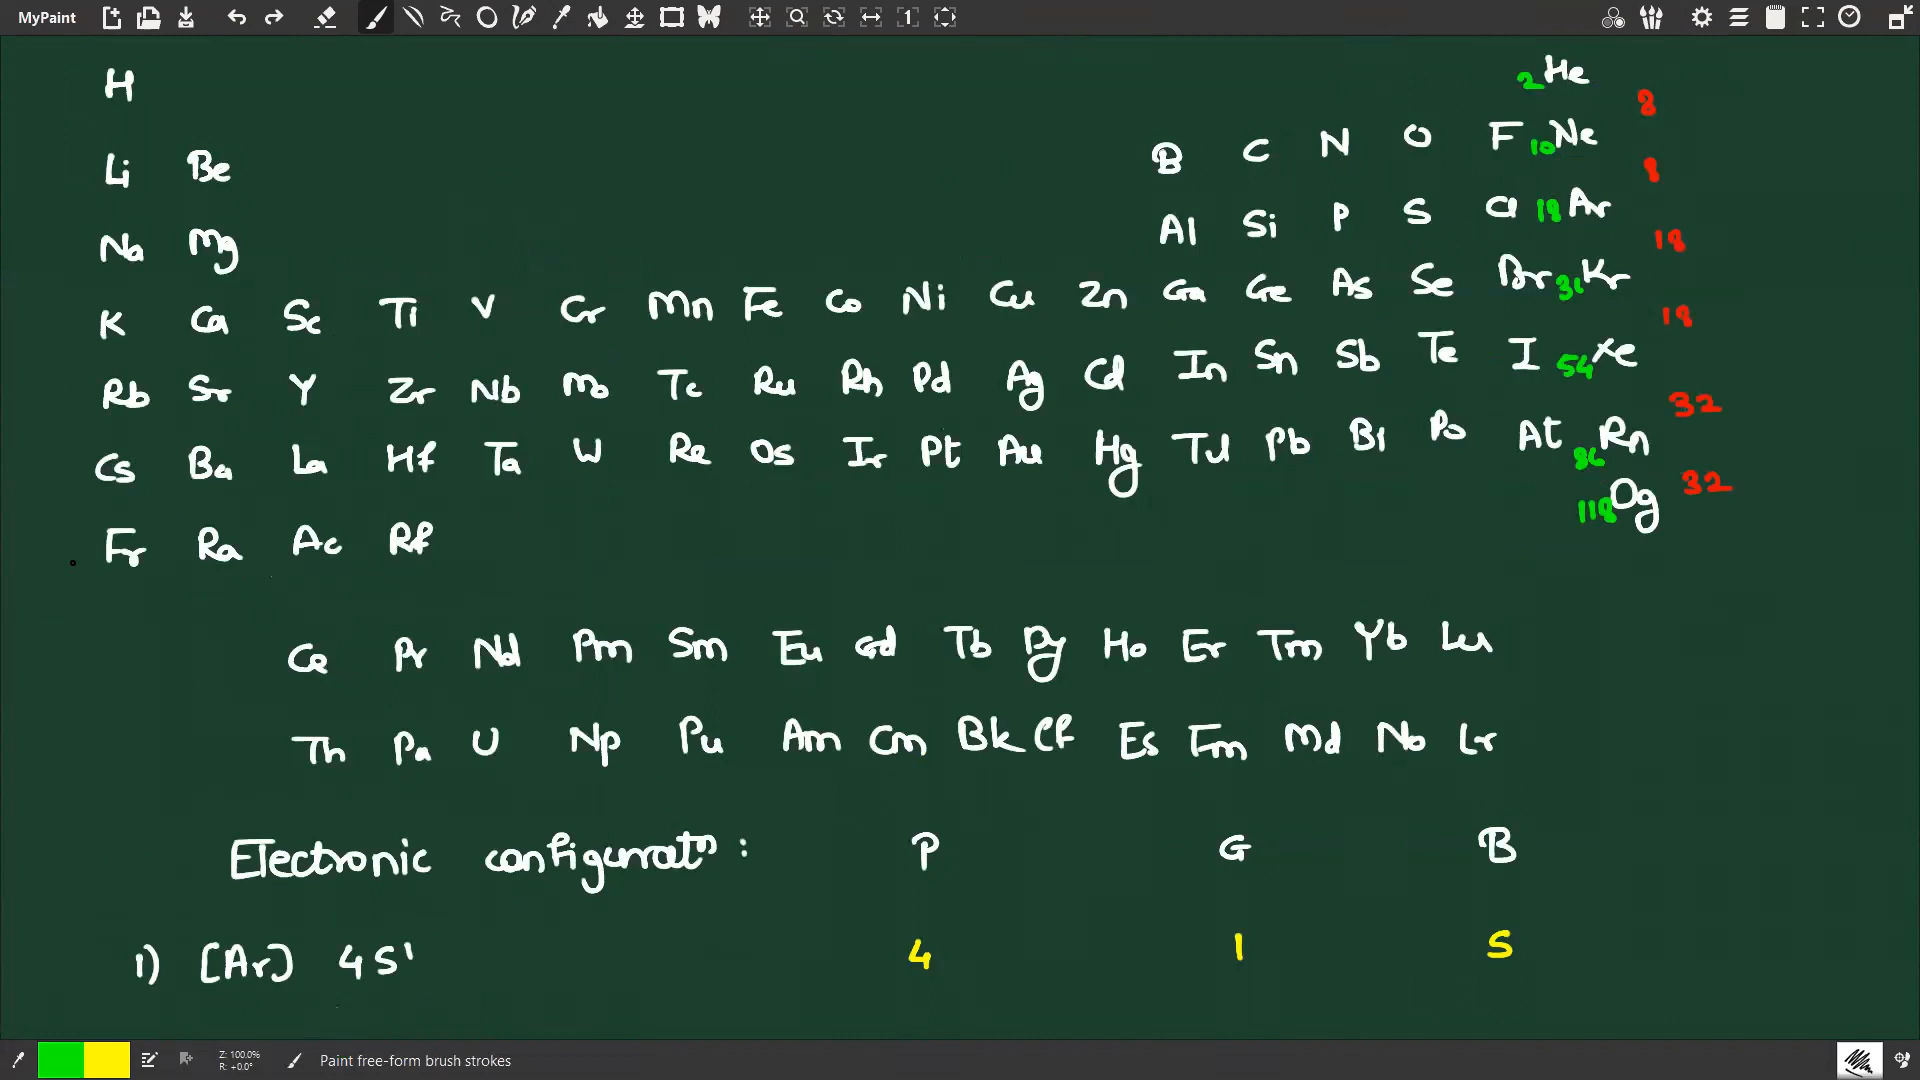 MyPaint
H 2He
8
Li Be B C N O F 10Ne
8
Na Mg Al Si P S Cl 18Ar
18
K Ca Sc Ti V Cr Mn Fe Co Ni Cu Zn Ga Ge As Se Br 36Kr
18
Rb Sr Y Zr Nb Mo Tc Ru Rh Pd Ag Cd In Sn Sb Te I 54Xe
32
Cs Ba La Hf Ta W Re Os Ir Pt Au Hg Tl Pb Bi Po At 86Rn
32
118Og
Fr Ra Ac Rf
Ce Pr Nd Pm Sm Eu Gd Tb Dy Ho Er Tm Yb Lu
Th Pa U Np Pu Am Cm Bk Cf Es Fm Md No Lr
Electronic configuratⁿ : P G B
1) [Ar] 4S¹ 4 1 S
Z: 100.0%
R: +0.0°
Paint free-form brush strokes